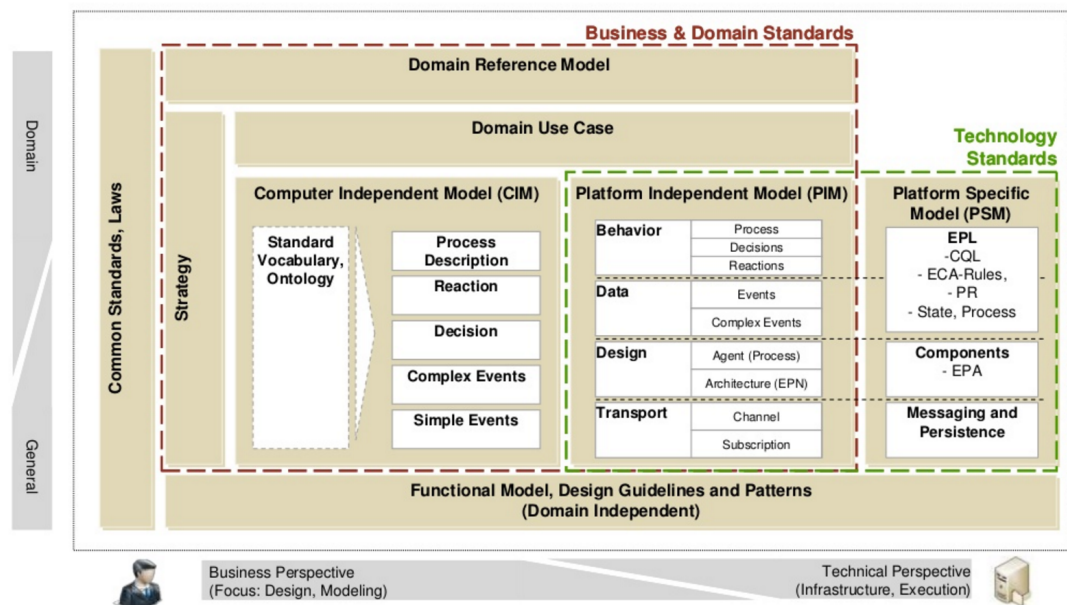 Business & Domain Standards
Domain Reference Model
Domain Use Case
Technology
Standards
Domain
General
Common Standards, Laws
Strategy
Computer Independent Model (CIM)
Standard
Vocabulary,
Ontology
Process
Description
Reaction
Decision
Complex Events
Simple Events
Platform Independent Model (PIM)
Behavior
Process
Decisions
Reactions
Data
Events
Complex Events
Design
Agent (Process)
Architecture (EPN)
Transport
Channel
Subscription
Platform Specific
Model (PSM)
EPL
-CQL
- ECA-Rules,
- PR
- State, Process
Components
- EPA
Messaging and
Persistence
Functional Model, Design Guidelines and Patterns
(Domain Independent)
Business Perspective
(Focus: Design, Modeling)
Technical Perspective
(Infrastructure, Execution)